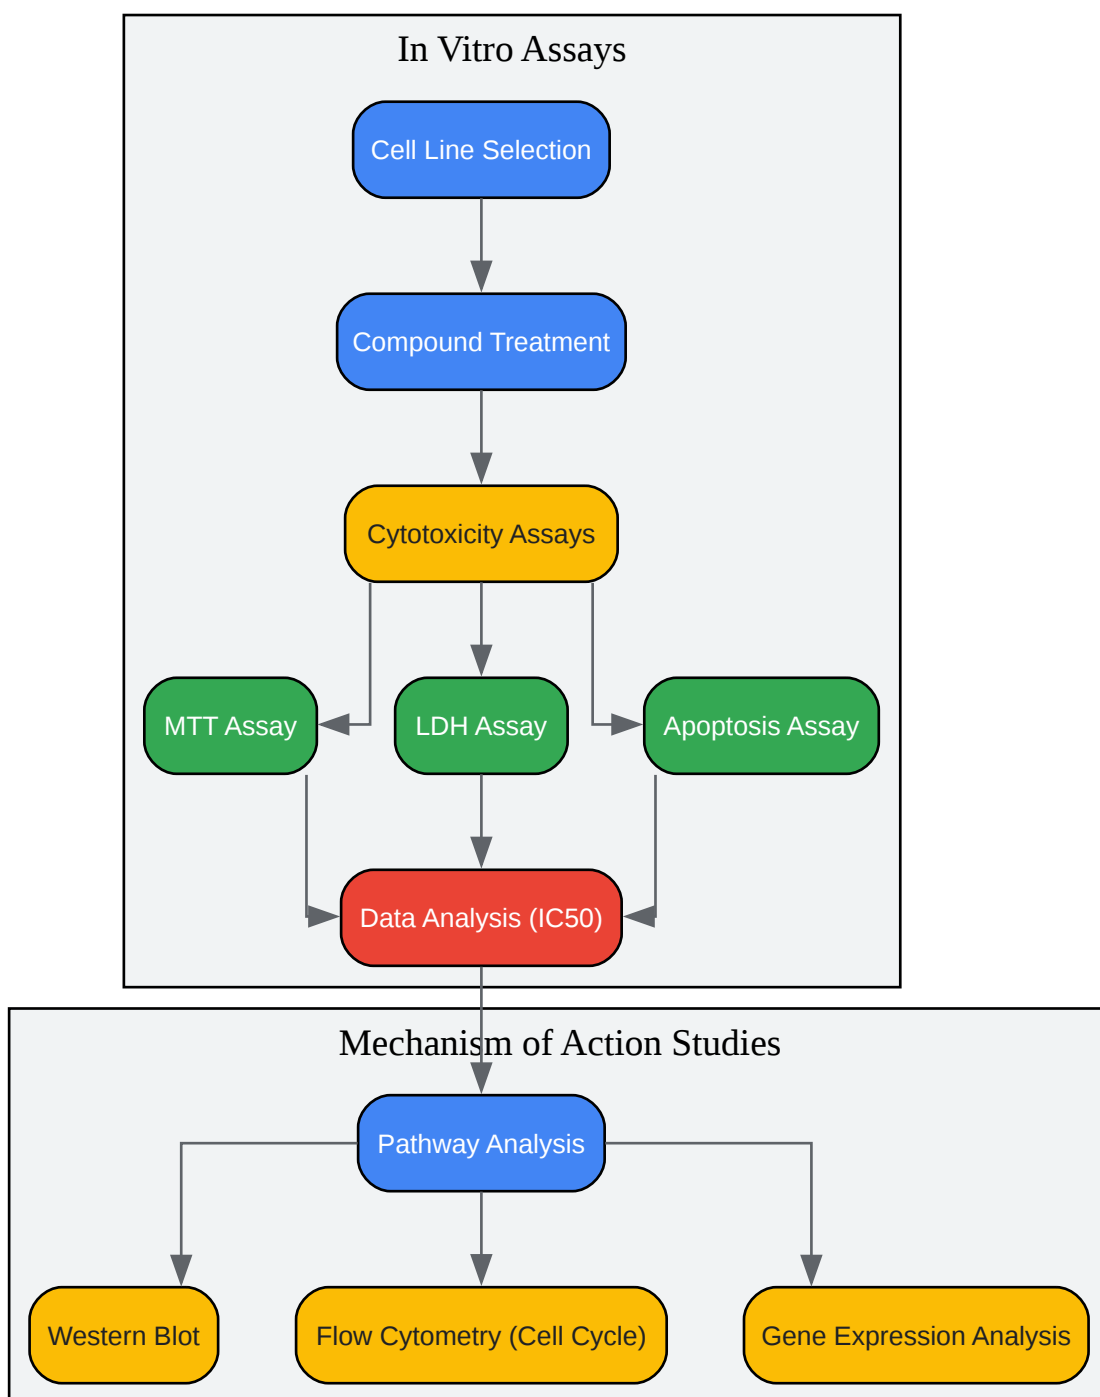 In Vitro Assays
Cell Line Selection
Compound Treatment
Cytotoxicity Assays
MTT Assay
LDH Assay
Apoptosis Assay
Data Analysis (IC50)
Mechanism of Action Studies
Pathway Analysis
Western Blot
Flow Cytometry (Cell Cycle)
Gene Expression Analysis